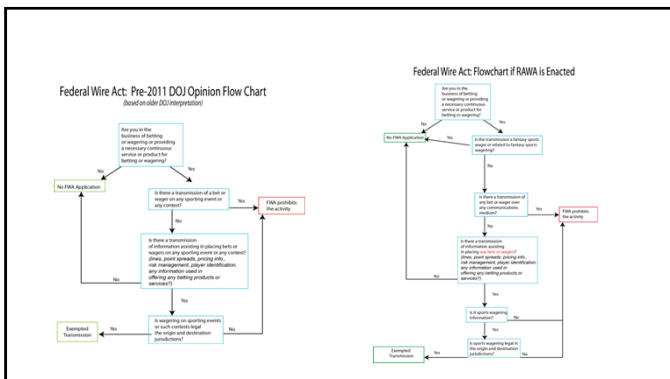 Federal Wire Act: Pre-2011 DOJ Opinion Flow Chart
(based on older DOJ interpretation)
Are you in the
business of betting
or wagering or providing
a necessary continuous
service or product for
betting or wagering?
No
Yes
No FWA Application
Is there a transmission of a bet or
wager on any sporting event or
any contest?
Yes
FWA prohibits
the activity
No
Is there a transmission
of information assisting in placing bets or
wagers on any sporting event or any contest?
(lines, point spreads, pricing info.,
risk management, player identification,
any information used in
offering any betting products or
services?)
No
Yes
Is wagering on sporting events
or such contests legal
the origin and destination
jurisdictions?
Yes
No
Exempted
Transmission
Federal Wire Act: Flowchart if RAWA is Enacted
Are you in the
business of betting
or wagering or providing
a necessary continuous
service or product for
betting or wagering?
No
Yes
No FWA Application
Yes
Is the transmission a fantasy sports
wager or related to fantasy sports
wagering?
No
Is there a transmission of
any bet or wager over
any communications
medium?
Yes
FWA prohibits
the activity
No
Is there a transmission
of information assisting
in placing any bets or wagers?
(lines, point spreads, pricing info.,
risk management, player identification,
any information used in
offering any betting products or
services?)
No
Yes
Is it sports wagering
information?
No
Yes
Is sports wagering legal in
the origin and destination
jurisdictions?
Yes
No
Exempted
Transmission